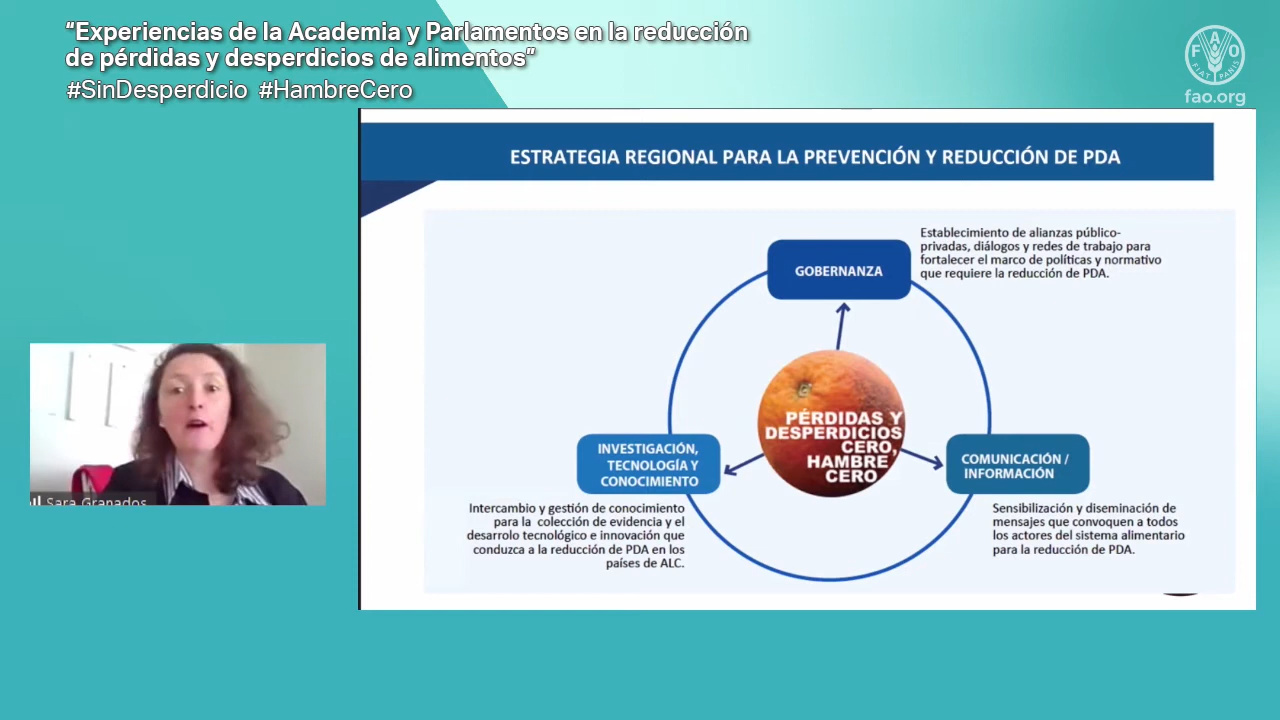 “Experiencias de la Academia y Parlamentos en la reducción
de pérdidas y desperdicios de alimentos”
#SinDesperdicio #HambreCero
F A O
FIAT PANIS
fao.org
ESTRATEGIA REGIONAL PARA LA PREVENCIÓN Y REDUCCIÓN DE PDA
GOBERNANZA
Establecimiento de alianzas público-
privadas, diálogos y redes de trabajo para
fortalecer el marco de políticas y normativo
que requiere la reducción de PDA.
PÉRDIDAS Y
DESPERDICIOS
CERO,
HAMBRE
CERO
INVESTIGACIÓN,
TECNOLOGÍA Y
CONOCIMIENTO
Intercambio y gestión de conocimiento
para la colección de evidencia y el
desarrolo tecnológico e innovación que
conduzca a la reducción de PDA en los
países de ALC.
COMUNICACIÓN /
INFORMACIÓN
Sensibilización y diseminación de
mensajes que convoquen a todos
los actores del sistema alimentario
para la reducción de PDA.
Sara Granados